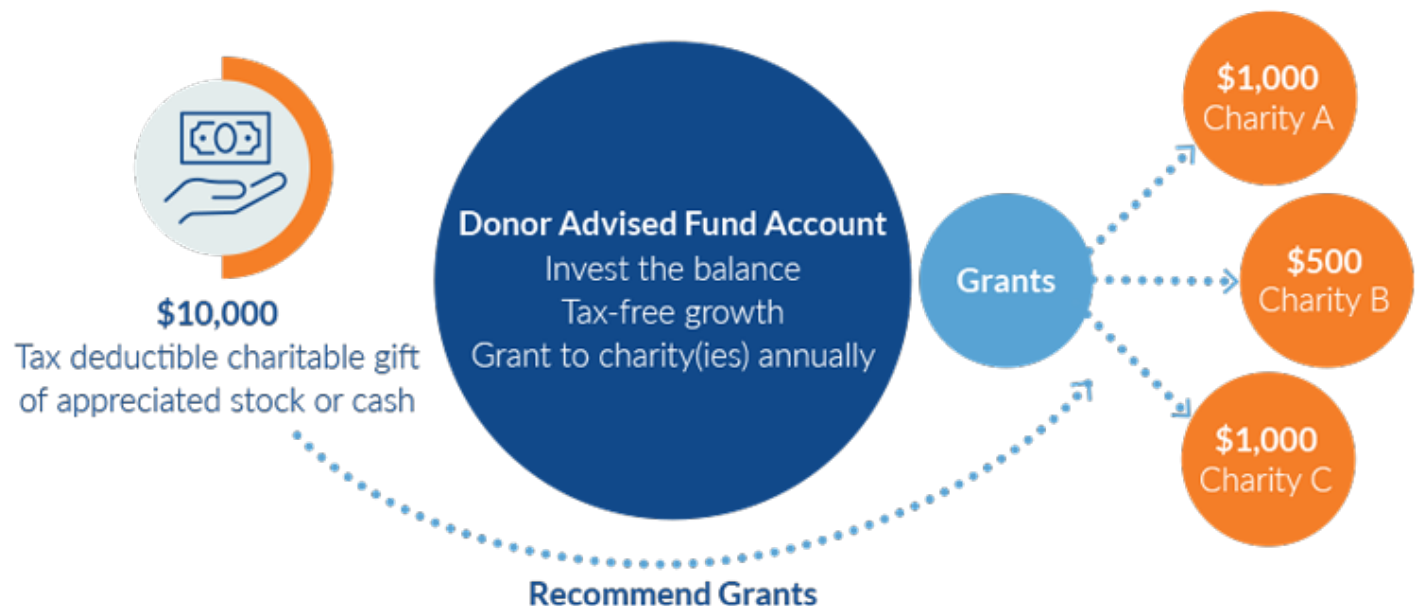 $10,000
Tax deductible charitable gift
of appreciated stock or cash
Donor Advised Fund Account
Invest the balance
Tax-free growth
Grant to charity(ies) annually
Recommend Grants
Grants
$1,000
Charity A
$500
Charity B
$1,000
Charity C